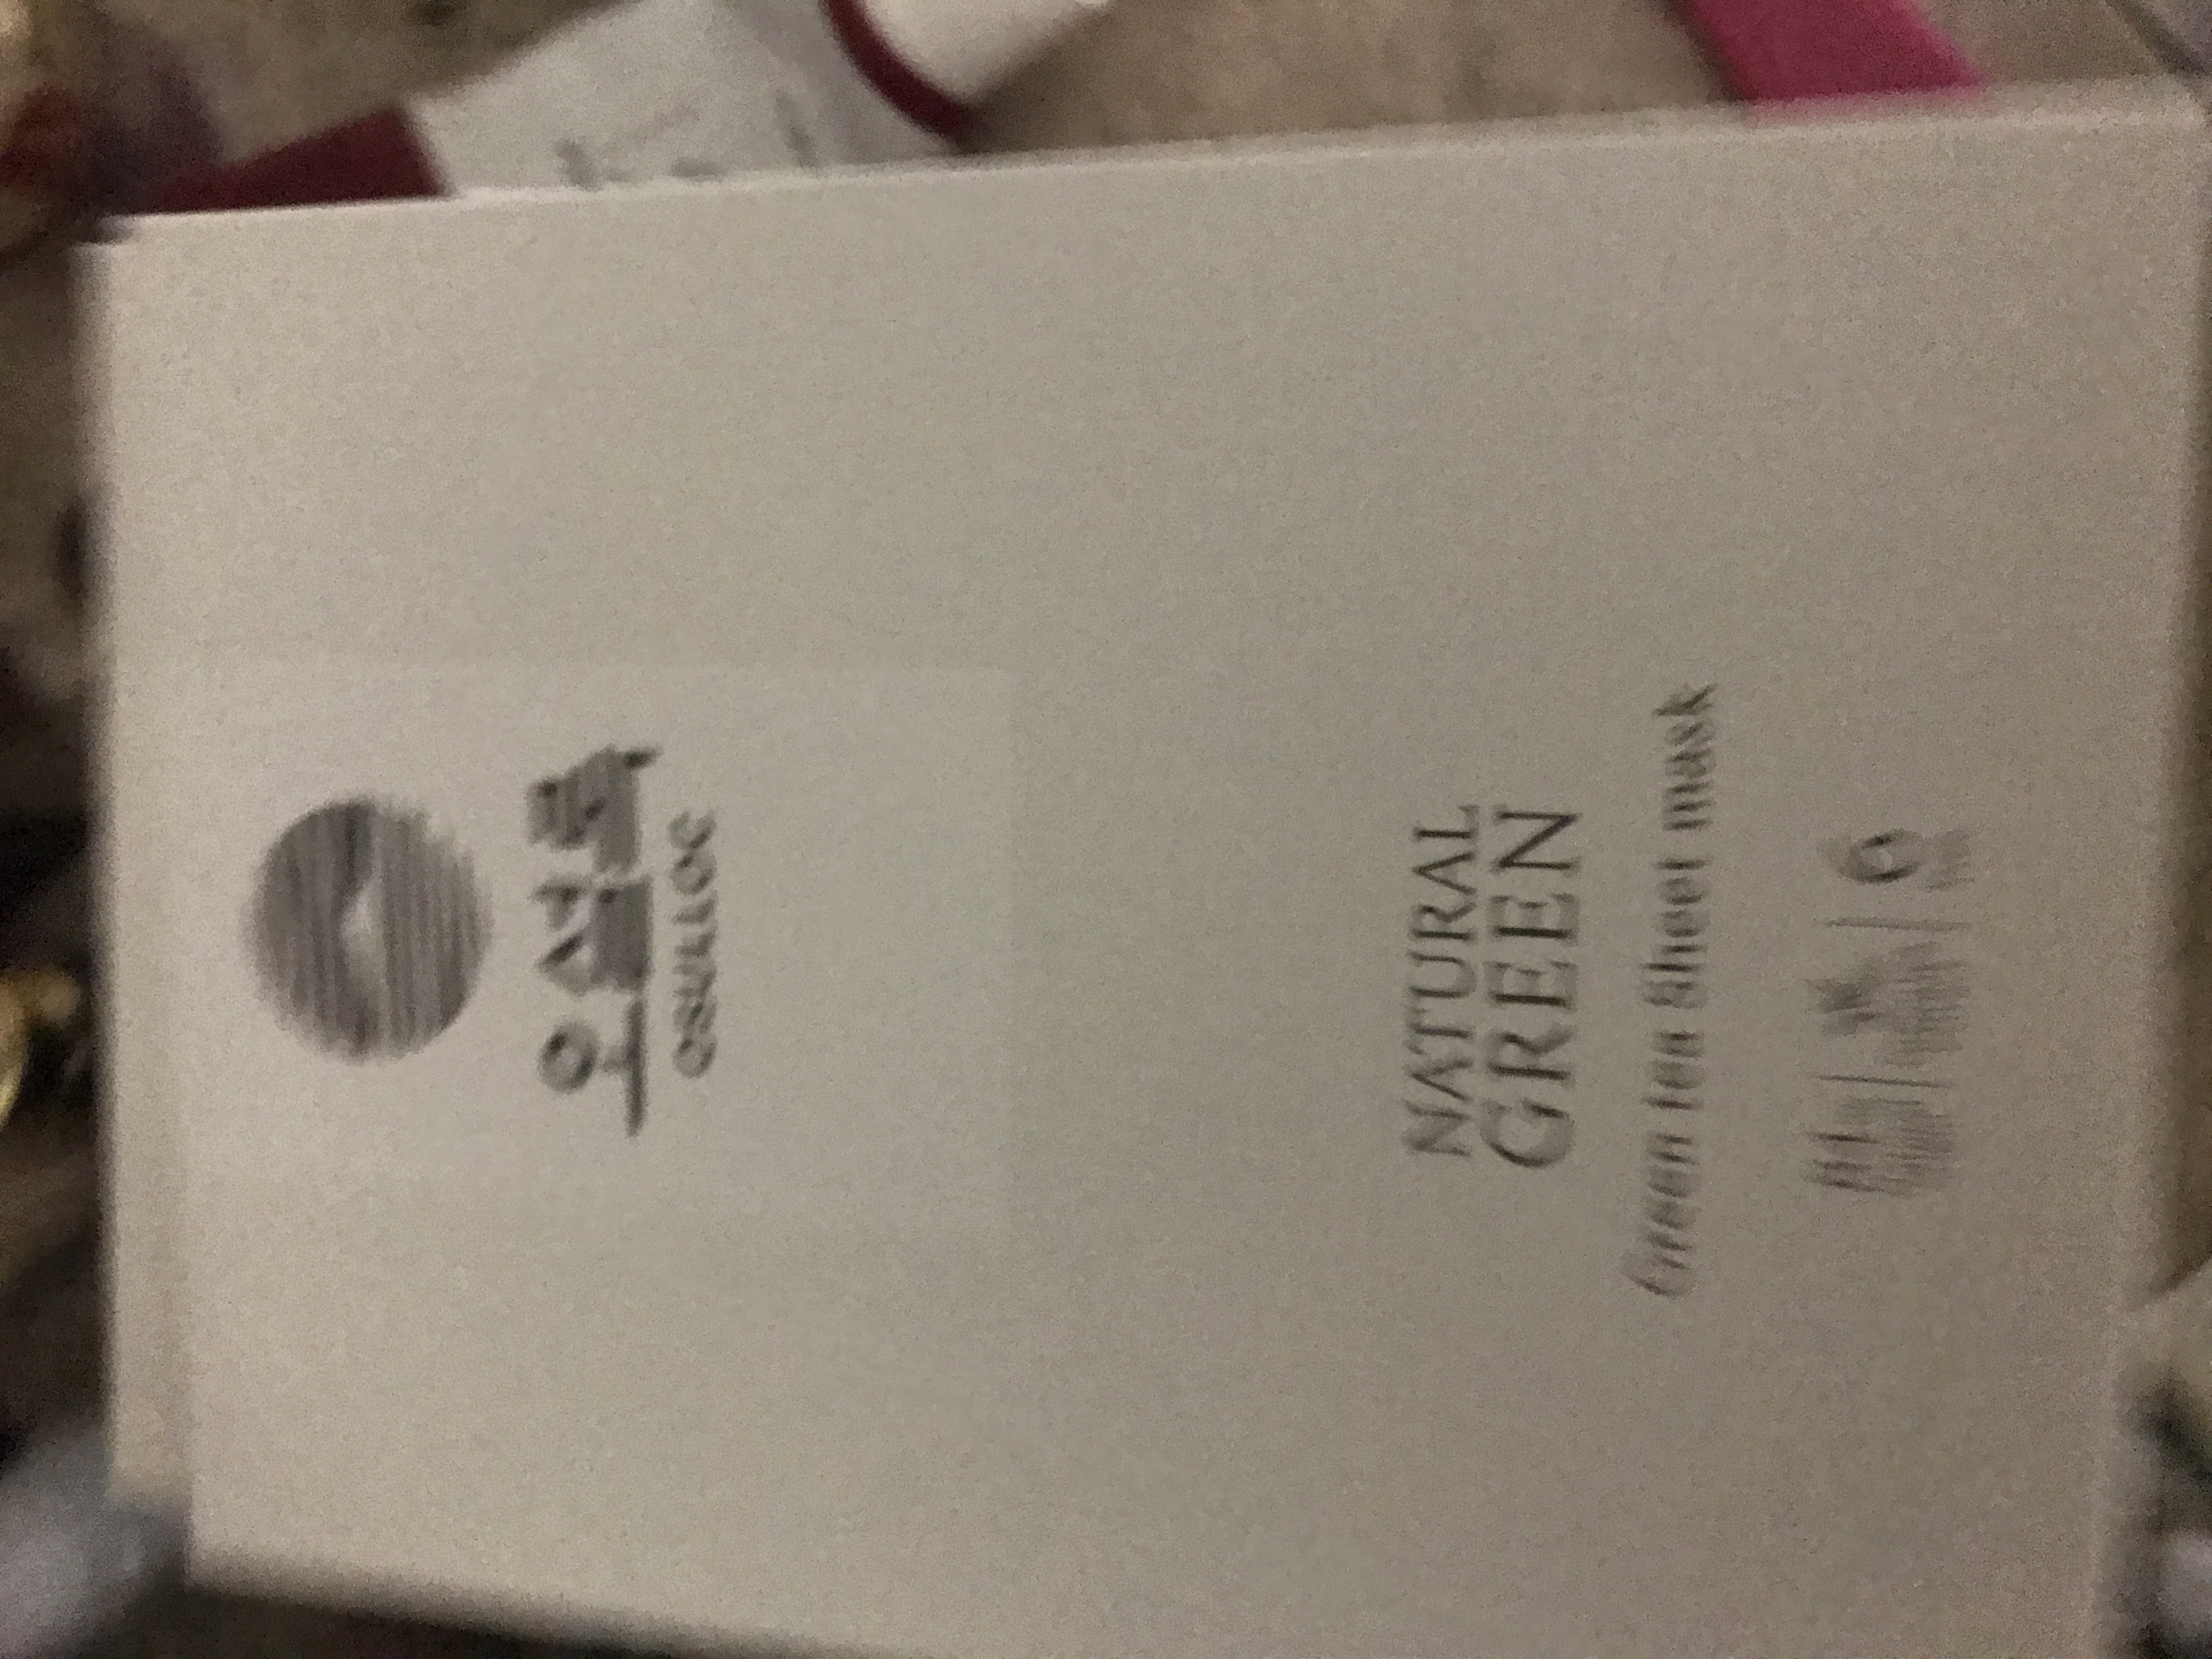 오설록
OSULLOC
NATURAL
GREEN
Green tea Sheet mask